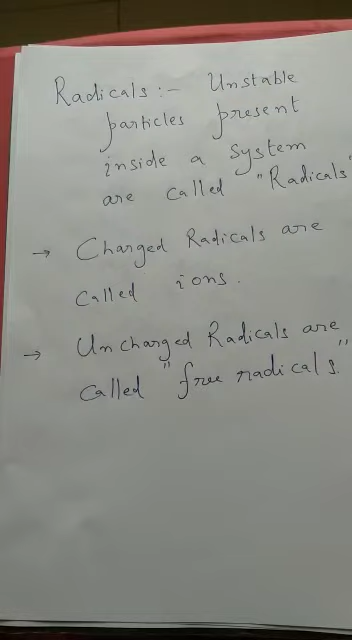 Radicals :- Unstable
particles present
inside a system
are called "Radicals"
→ Charged Radicals are
called ions.
→ Uncharged Radicals are
called "free radicals."